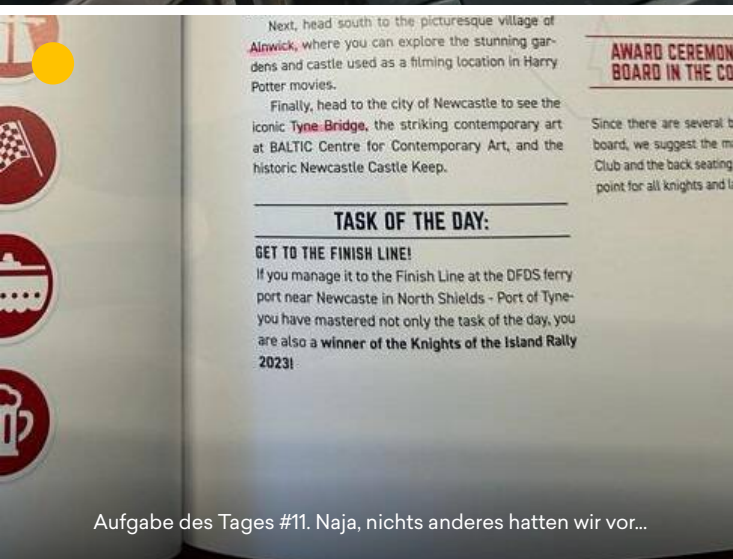 Next, head south to the picturesque village of
Alnwick, where you can explore the stunning gar-
dens and castle used as a filming location in Harry
Potter movies.
Finally, head to the city of Newcastle to see the
iconic Tyne Bridge, the striking contemporary art
at BALTIC Centre for Contemporary Art, and the
historic Newcastle Castle Keep.
TASK OF THE DAY:
GET TO THE FINISH LINE!
If you manage it to the Finish Line at the DFDS ferry
port near Newcaste in North Shields - Port of Tyne-
you have mastered not only the task of the day, you
are also a winner of the Knights of the Island Rally
2023!
AWARD CEREMON
BOARD IN THE CO
Since there are several b
board, we suggest the m
Club and the back seating
point for all knights and l
Aufgabe des Tages #11. Naja, nichts anderes hatten wir vor...